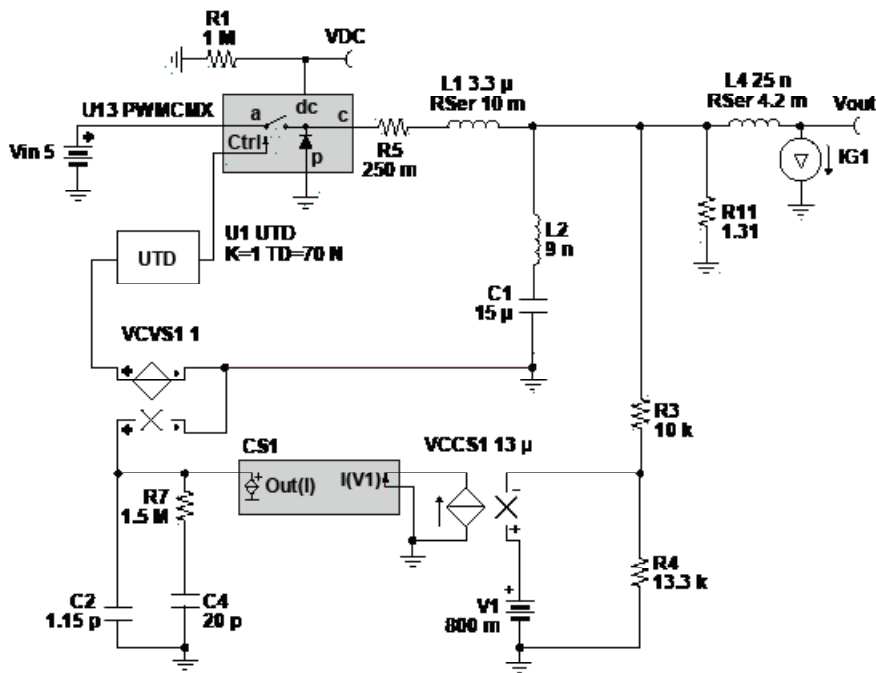 R1
1 M
VDC
L1 3.3 µ
RSer 10 m
L4 25 n
RSer 4.2 m
Vout
U13 PWMCMX
a
dc
c
Ctrl
p
Vin 5
R5
250 m
IG1
R11
1.31
UTD
U1 UTD
K=1 TD=70 N
L2
9 n
C1
15 µ
VCVS1 1
R3
10 k
CS1
VCCS1 13 µ
Out(I)
I(V1)
R7
1.5 M
R4
13.3 k
C2
1.15 p
C4
20 p
V1
800 m